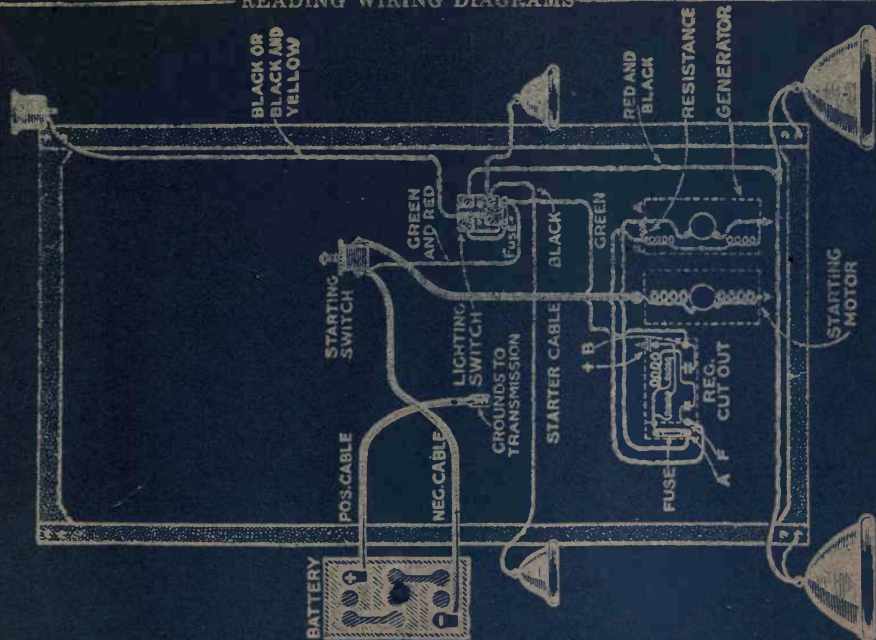 READING WIRING DIAGRAMS
BLACK OR
BLACK AND
YELLOW
RED AND
BLACK
RESISTANCE
GENERATOR
GREEN
AND RED
FUSE
BLACK
GREEN
STARTING
SWITCH
LIGHTING
SWITCH
GROUNDS TO
TRANSMISSION
STARTER CABLE
+ B
REG.
CUT OUT
STARTING
MOTOR
POS. CABLE
NEG. CABLE
FUSE
A
F
A
BATTERY
+